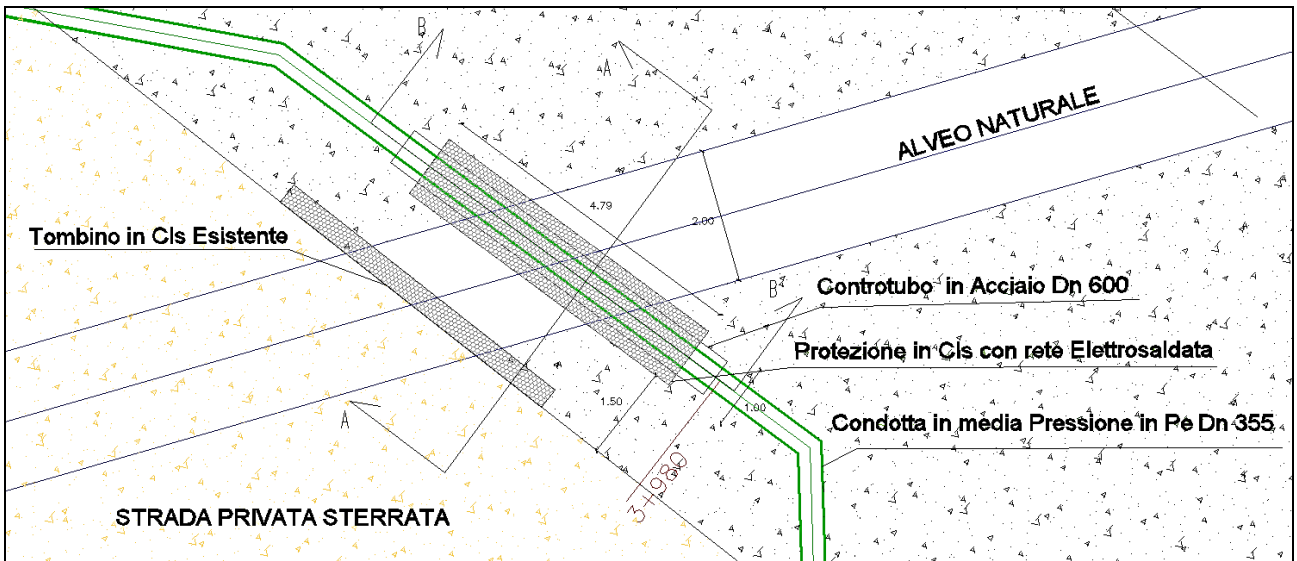 B
A
ALVEO NATURALE
4.79
2.00
Tombino in Cls Esistente
B
Controtubo in Acciaio Dn 600
Protezione in Cls con rete Elettrosaldata
1.50
1.00
A
Condotta in media Pressione in Pe Dn 355
3+980
STRADA PRIVATA STERRATA